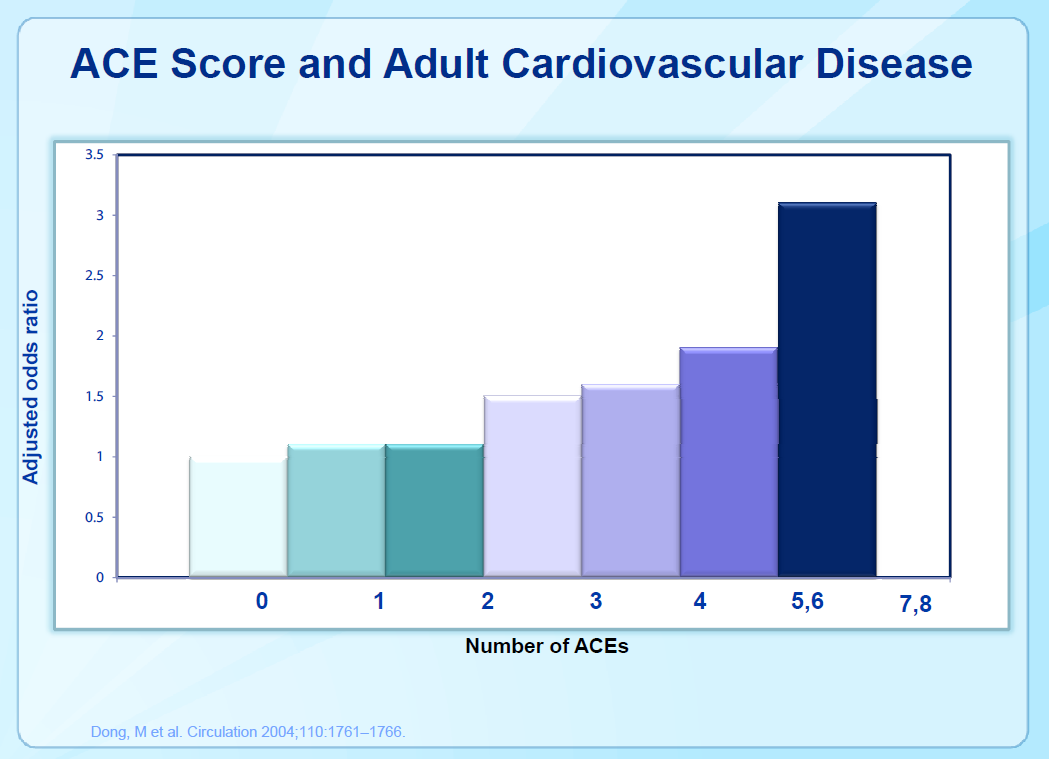 ACE Score and Adult Cardiovascular Disease
3.5
3
2.5
2
1.5
1
0.5
0
Adjusted odds ratio
0 1 2 3 4 5,6 7,8
Number of ACEs
Dong, M et al. Circulation 2004;110:1761–1766.